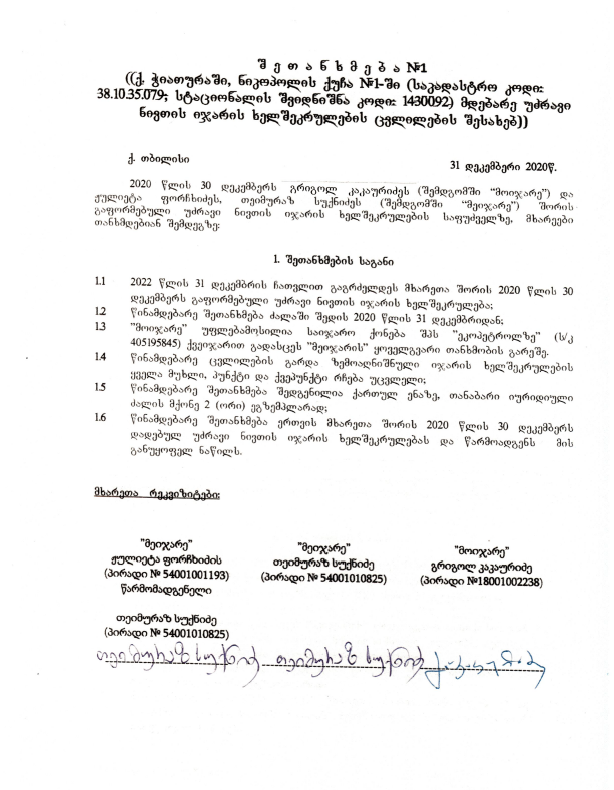 შ ე თ ა ნ ხ მ ე ბ ა №1
((ქ. ჭიათურაში, ნიკოპოლის ქუჩა №1-ში (საკადასტრო კოდი:
38.10.35.079; სტაციონალის შვიდნიშნა კოდი: 1430092) მდებარე უძრავი
ნივთის იჯარის ხელშეკრულების ცვლილების შესახებ))
ქ. თბილისი
31 დეკემბერი 2020წ.
2020 წლის 30 დეკემბერს გრიგოლ კაკაურიძეს (შემდგომში "მოიჯარე") და
ჟულიეტა ფორჩხიძეს, თეიმურაზ სუქნიძეს (შემდგომში "მეიჯარე") შორის
გაფორმებული უძრავი ნივთის იჯარის ხელშეკრულების საფუძველზე, მხარეები
თანხმდებიან შემდეგზე:
1. შეთანხმების საგანი
1.1 2022 წლის 31 დეკემბრის ჩათვლით გაგრძელდეს მხარეთა შორის 2020 წლის 30
დეკემბერს გაფორმებული უძრავი ნივთის იჯარის ხელშეკრულება;
1.2 წინამდებარე შეთანხმება ძალაში შედის 2020 წლის 31 დეკემბრიდან;
1.3 "მოიჯარე" უფლებამოსილია საიჯარო ქონება შპს "ეკოპეტროლზე" (ს/კ
405195845) ქვეიჯარით გადასცეს "მეიჯარის" ყოველგვარი თანხმობის გარეშე.
1.4 წინამდებარე ცვლილების გარდა ზემოაღნიშნული იჯარის ხელშეკრულების
ყველა მუხლი, პუნქტი და ქვეპუნქტი რჩება უცვლელი;
1.5 წინამდებარე შეთანხმება შედგენილია ქართულ ენაზე, თანაბარი იურიდიული
ძალის მქონე 2 (ორი) ეგზემპლარად;
1.6 წინამდებარე შეთანხმება ერთვის მხარეთა შორის 2020 წლის 30 დეკემბერს
დადებულ უძრავი ნივთის იჯარის ხელშეკრულებას და წარმოადგენს მის
განუყოფელ ნაწილს.
მხარეთა რეკვიზიტები:
"მეიჯარე" "მეიჯარე" "მოიჯარე"
ჟულიეტა ფორჩხიძის თეიმურაზ სუქნიძე გრიგოლ კაკაურიძე
(პირადი № 54001001193) (პირადი № 54001010825) (პირადი №18001002238)
წარმომადგენელი
თეიმურაზ სუქნიძე
(პირადი № 54001010825)
თეიმურაზ სუქნიძე თეიმურაზ სუქნიძე